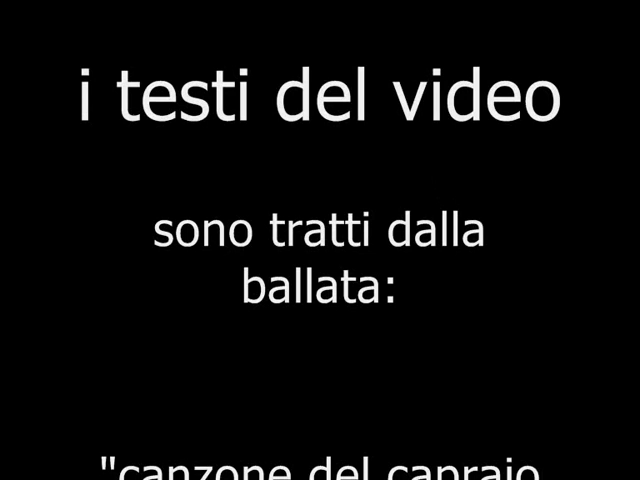 i testi del video
sono tratti dalla
ballata:
"canzone del capraio